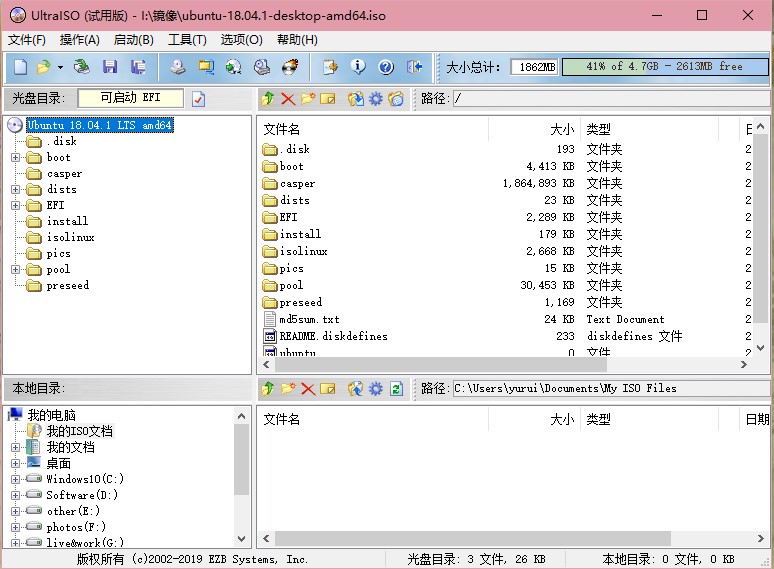 UltraISO (试用版) - I:\镜像\ubuntu-18.04.1-desktop-amd64.iso
文件(F) 操作(A) 启动(B) 工具(T) 选项(O) 帮助(H)
大小总计: 1862MB 41% of 4.7GB - 2613MB free
光盘目录: 可启动 EFI 路径: /
Ubuntu 18.04.1 LTS amd64
.disk
boot
casper
dists
EFI
install
isolinux
pics
pool
preseed
文件名 大小 类型 日
.disk 193 文件夹 2
boot 4,413 KB 文件夹 2
casper 1,864,893 KB 文件夹 2
dists 23 KB 文件夹 2
EFI 2,289 KB 文件夹 2
install 179 KB 文件夹 2
isolinux 2,668 KB 文件夹 2
pics 15 KB 文件夹 2
pool 30,453 KB 文件夹 2
preseed 1,169 文件夹 2
md5sum.txt 24 KB Text Document 2
README.diskdefines 233 diskdefines 文件 2
ubuntu 0 文件 2
本地目录: 路径: C:\Users\yurui\Documents\My ISO Files
我的电脑
我的ISO文档
我的文档
桌面
Windows10(C:)
Software(D:)
other(E:)
photos(F:)
live&work(G:)
文件名 大小 类型 日期
版权所有 (c)2002-2019 EZB Systems, Inc. 光盘目录: 3 文件, 26 KB 本地目录: 0 文件, 0 KB